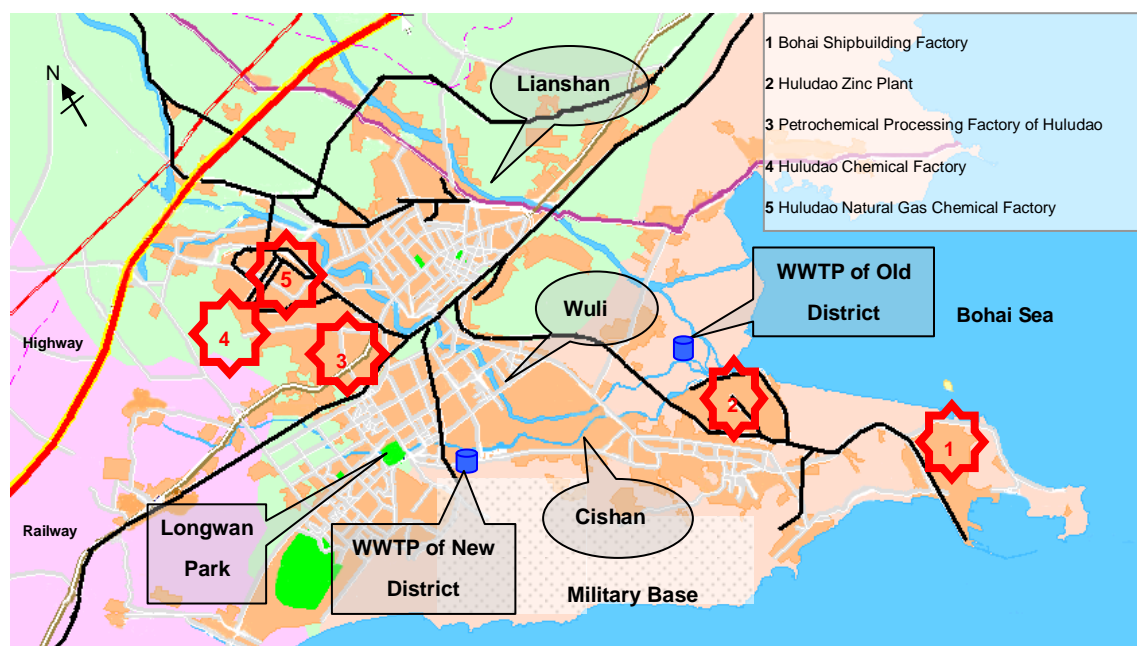 N
Lianshan
1 Bohai Shipbuilding Factory
2 Huludao Zinc Plant
3 Petrochemical Processing Factory of Huludao
4 Huludao Chemical Factory
5 Huludao Natural Gas Chemical Factory
WWTP of Old
District
Bohai Sea
Wuli
5
4
3
Highway
2
1
Railway
Longwan
Park
WWTP of New
District
Cishan
Military Base